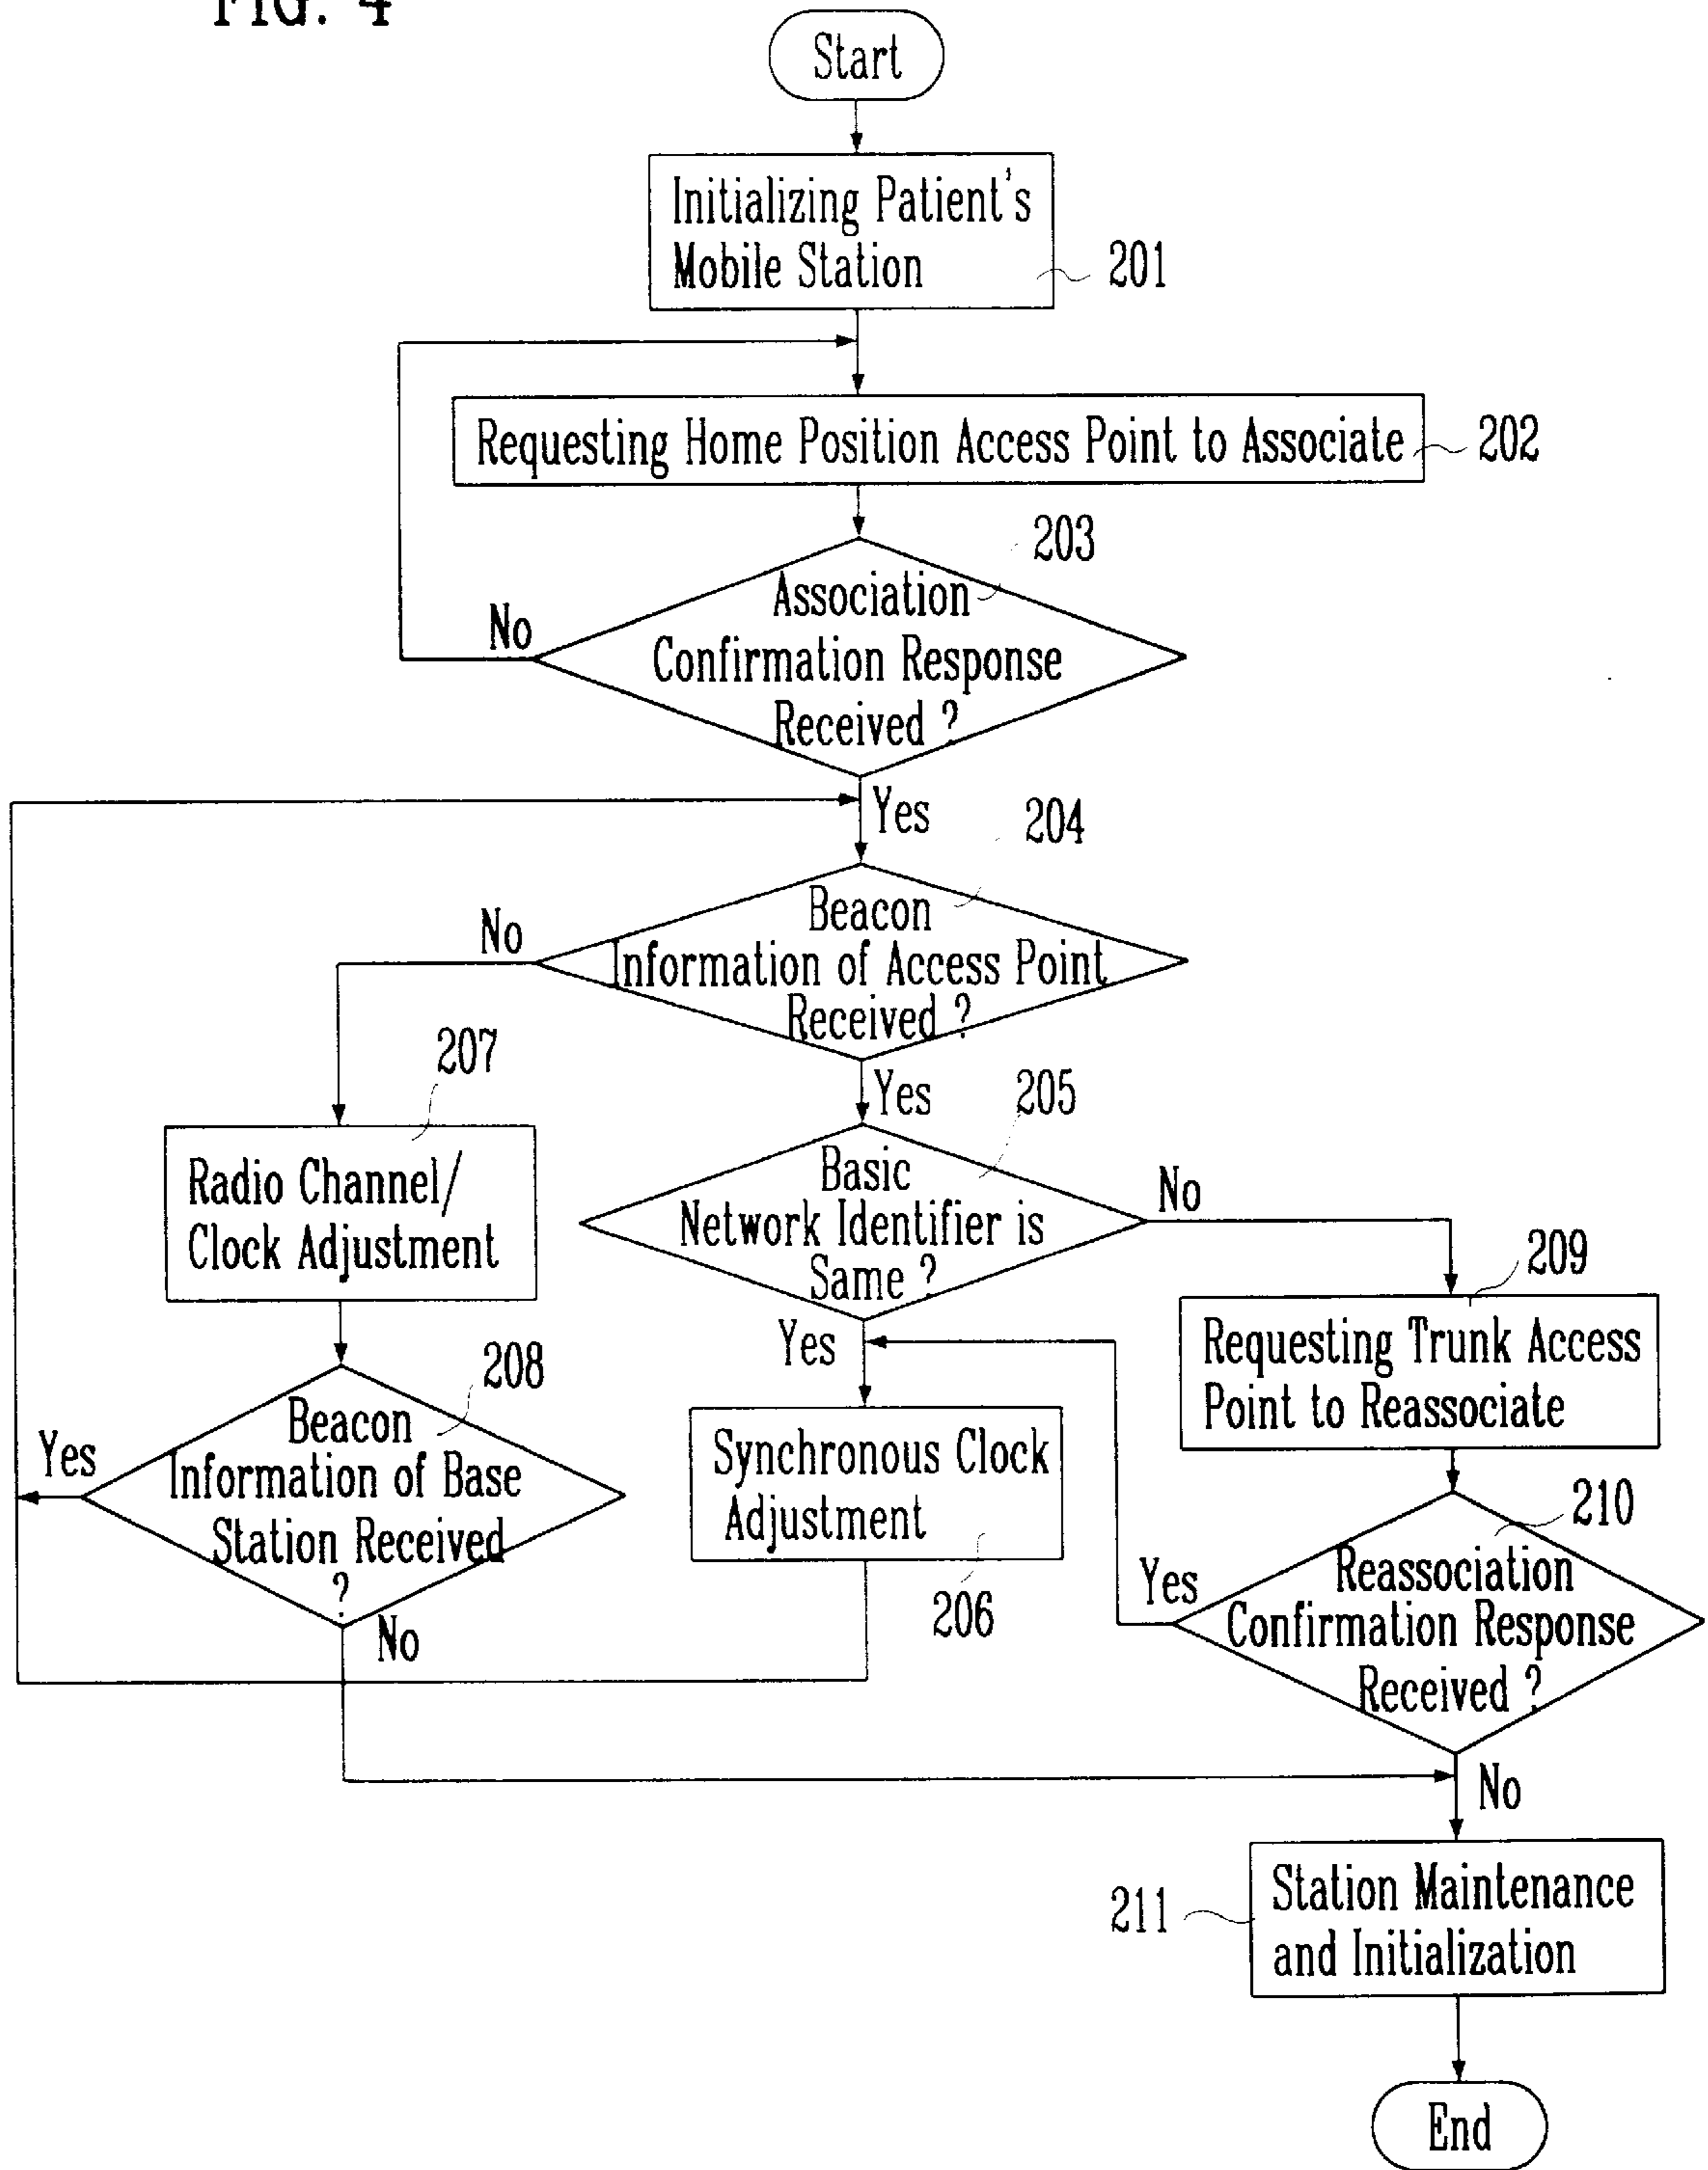 FIG. 4
Start
Initializing Patient's
Mobile Station
201
Requesting Home Position Access Point to Associate
202
203
Association
Confirmation Response
Received ?
No
Yes
204
Beacon
Information of Access Point
Received ?
No
Yes
207
Radio Channel/
Clock Adjustment
205
Basic
Network Identifier is
Same ?
No
Yes
209
Requesting Trunk Access
Point to Reassociate
208
Beacon
Information of Base
Station Received
?
Yes
No
Synchronous Clock
Adjustment
206
210
Reassociation
Confirmation Response
Received ?
Yes
No
211
Station Maintenance
and Initialization
End